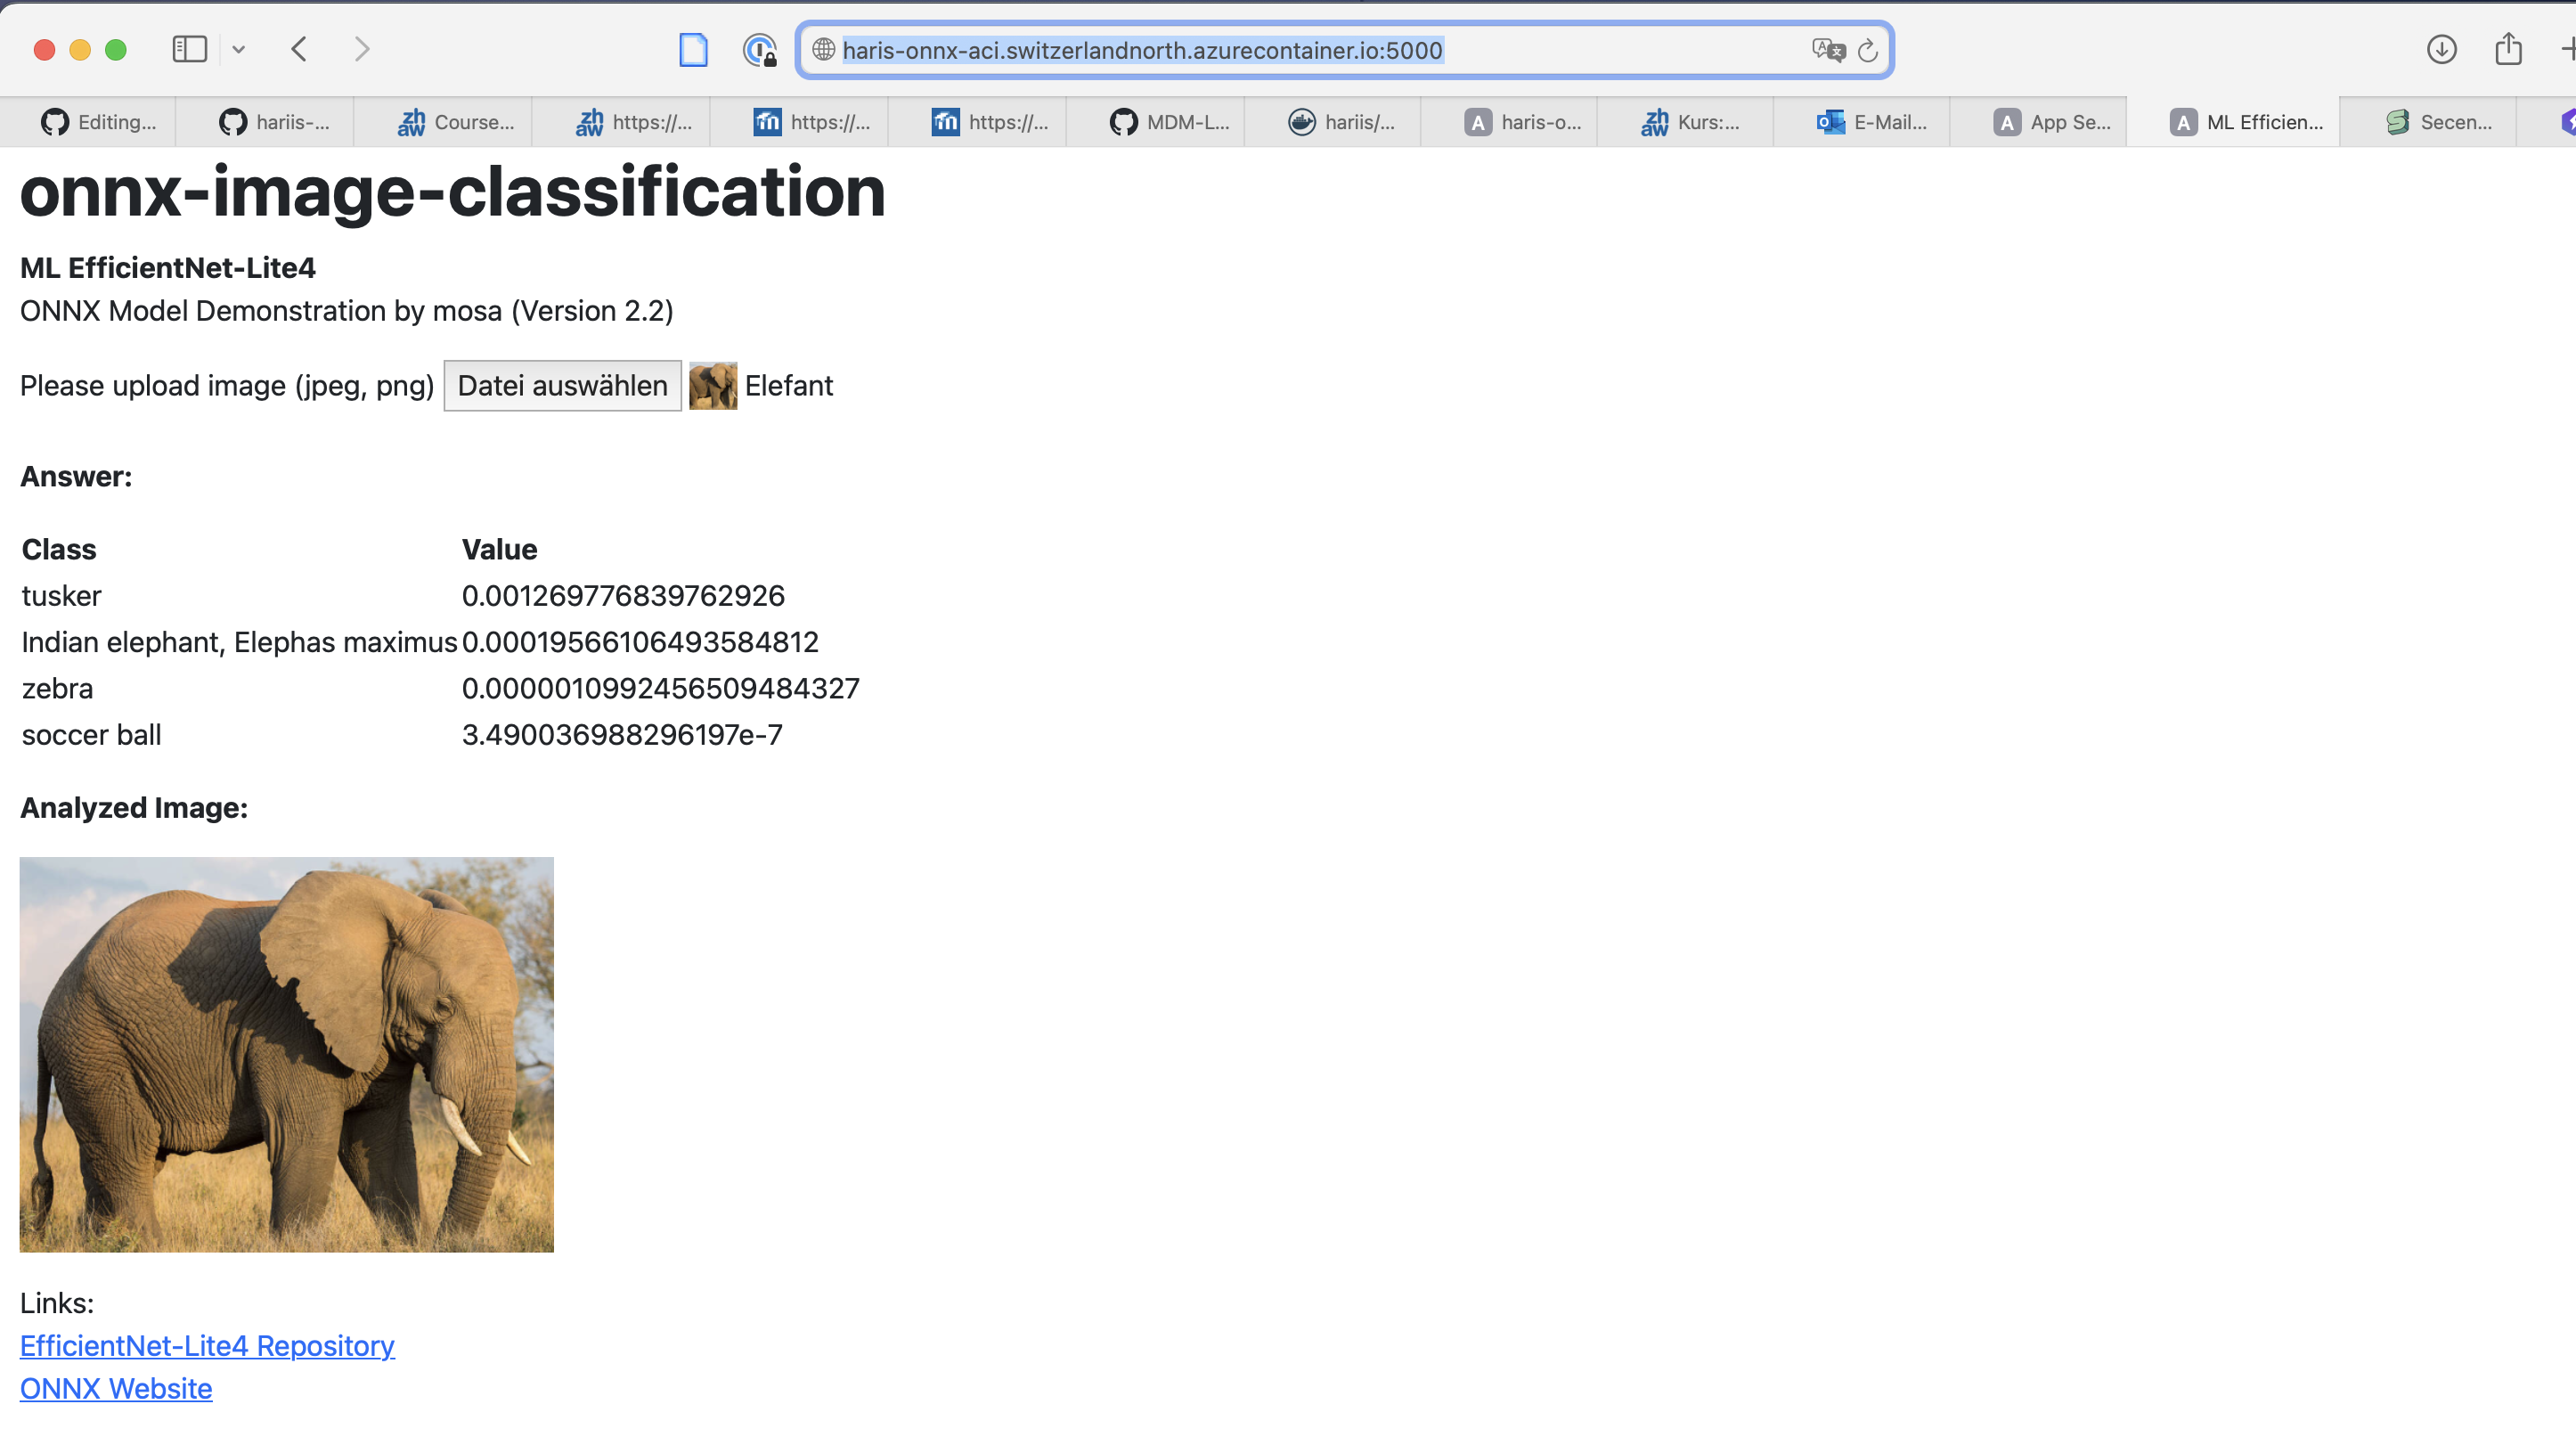 haris-onnx-aci.switzerlandnorth.azurecontainer.io:5000
Editing... hariis-... Course... https://... https://... https://... MDM-L... hariis/... haris-o... Kurs:... E-Mail... App Se... ML Efficien... Secen...
onnx-image-classification
ML EfficientNet-Lite4
ONNX Model Demonstration by mosa (Version 2.2)
Please upload image (jpeg, png) Datei auswählen Elefant
Answer:
Class Value
tusker 0.001269776839762926
Indian elephant, Elephas maximus 0.00019566106493584812
zebra 0.0000010992456509484327
soccer ball 3.490036988296197e-7
Analyzed Image:
Links:
EfficientNet-Lite4 Repository
ONNX Website